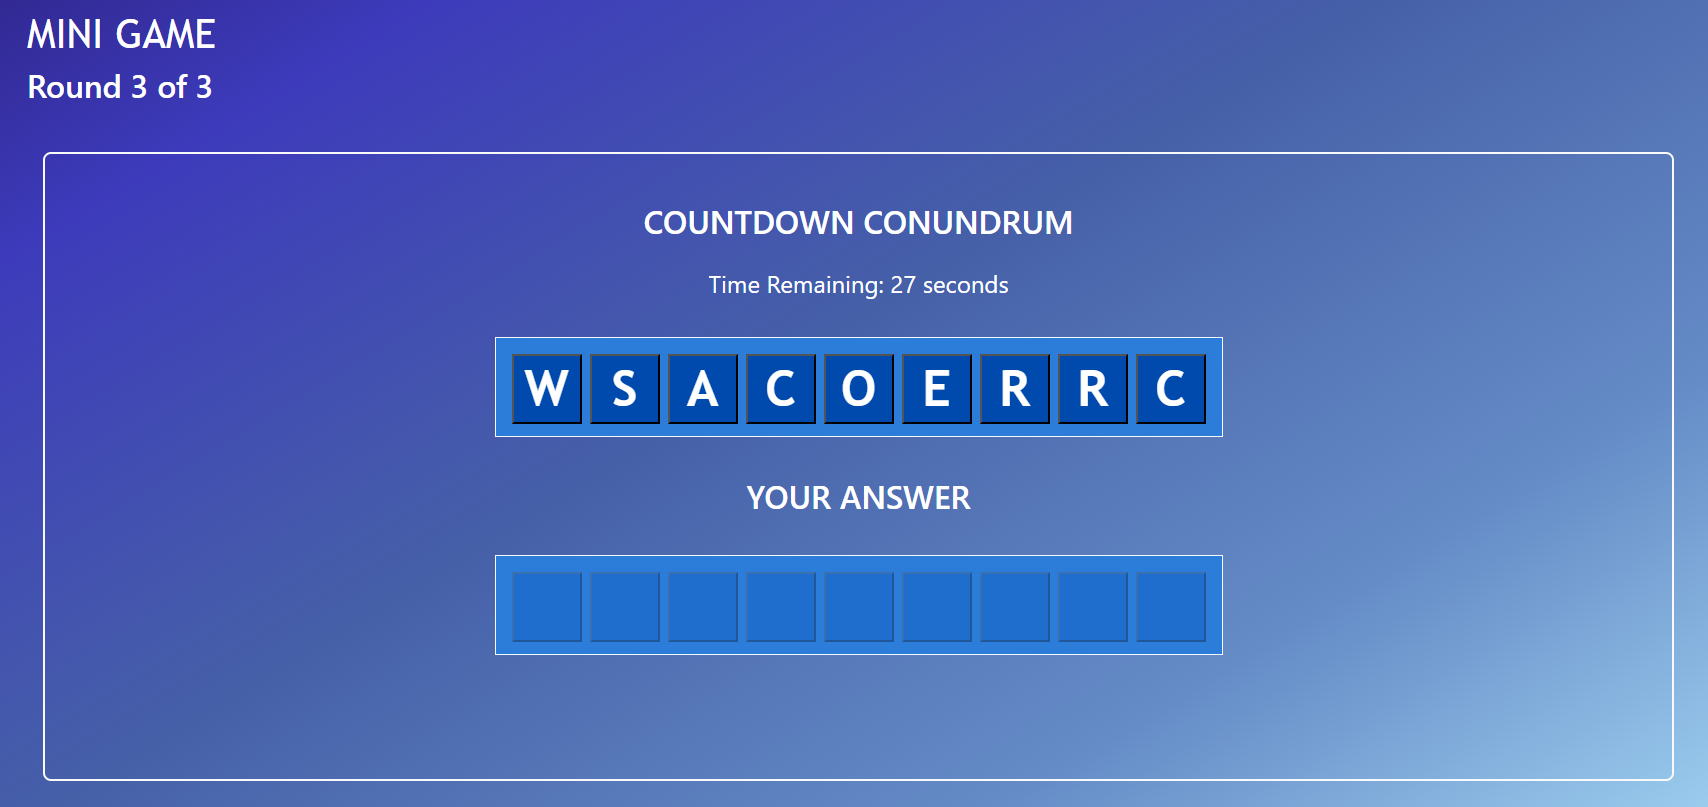 MINI GAME
Round 3 of 3
COUNTDOWN CONUNDRUM
Time Remaining: 27 seconds
W S A C O E R R C
YOUR ANSWER